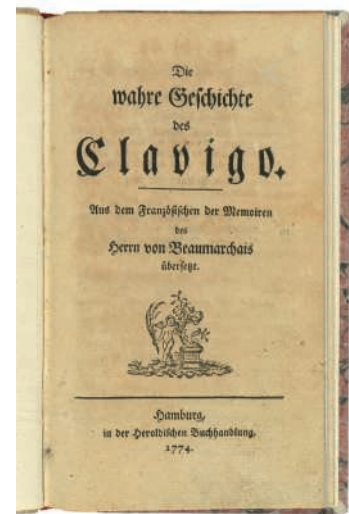 Die
wahre Geschichte
des
Clavigo.
Aus dem Französischen der Memoiren
des
Herrn von Beaumarchais
übersetzt.
Hamburg,
in der Heroldischen Buchhandlung,
1774.